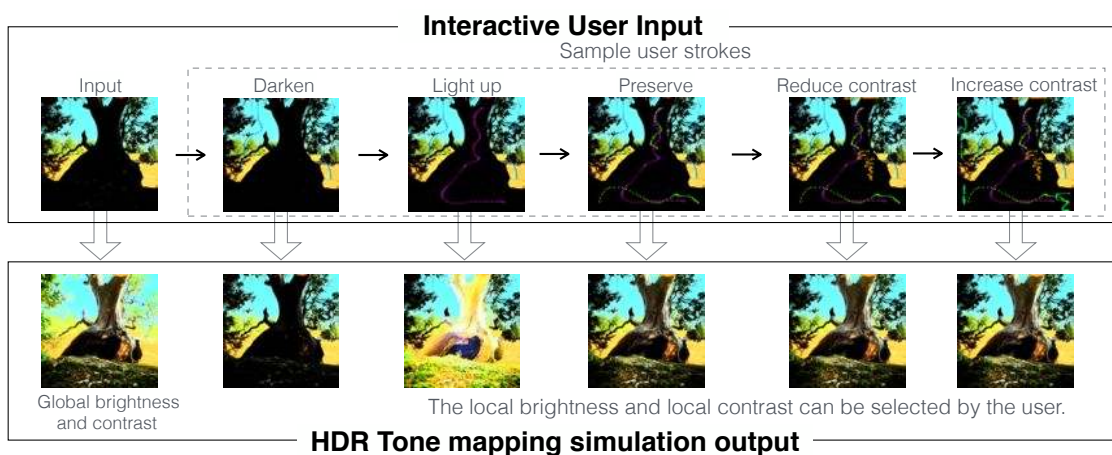 Interactive User Input
Sample user strokes
Input
Darken
Light up
Preserve
Reduce contrast
Increase contrast
Global brightness
and contrast
The local brightness and local contrast can be selected by the user.
HDR Tone mapping simulation output